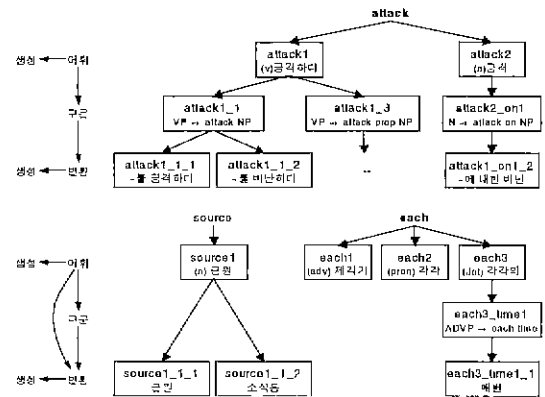 attack
생성 어휘
attack1
(v)공격하다
attack2
(n)공격
구문
attack1_1
VP ↔ attack NP
attack1_3
VP ↔ attack prep NP
attack2_on1
N → attack on NP
생성 변환
attack1_1_1
~를 공격하다
attack1_1_2
~를 비난하다
...
attack1_on1_2
~에 대한 비난
source
each
생성 어휘
source1
(n) 근원
each1
(adv) 제각기
each2
(pron) 각각
each3
각각의
구문
each3_time1
ADVP → each time
생성 변환
source1_1_1
근원
source1_1_2
소식통
each3_time1_1
매번